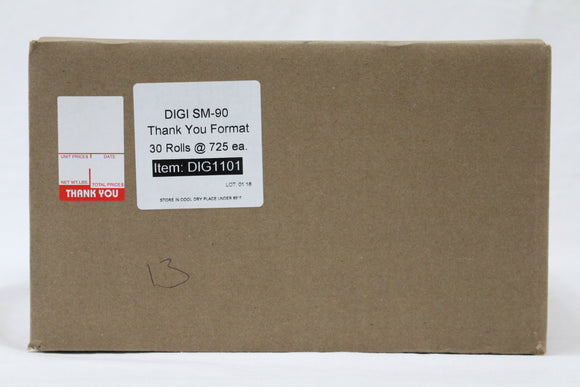 DIGI SM-90
Thank You Format
30 Rolls @ 725 ea.
Item: DIG1101
LOT: 01 18
STORE IN COOL DRY PLACE UNDER 85°F
UNIT PRICE$ DATE
NET WT. LBS. TOTAL PRICE$
THANK YOU
13